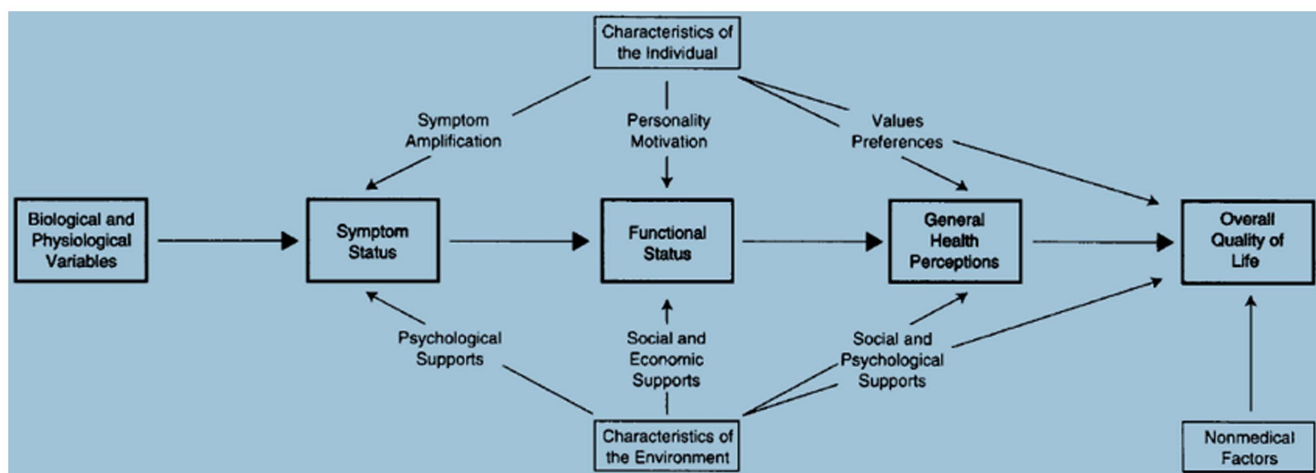 Characteristics of
the Individual
Symptom
Amplification
Personality
Motivation
Values
Preferences
Biological and
Physiological
Variables
Symptom
Status
Functional
Status
General
Health
Perceptions
Overall
Quality of
Life
Psychological
Supports
Social and
Economic
Supports
Social and
Psychological
Supports
Characteristics of
the Environment
Nonmedical
Factors